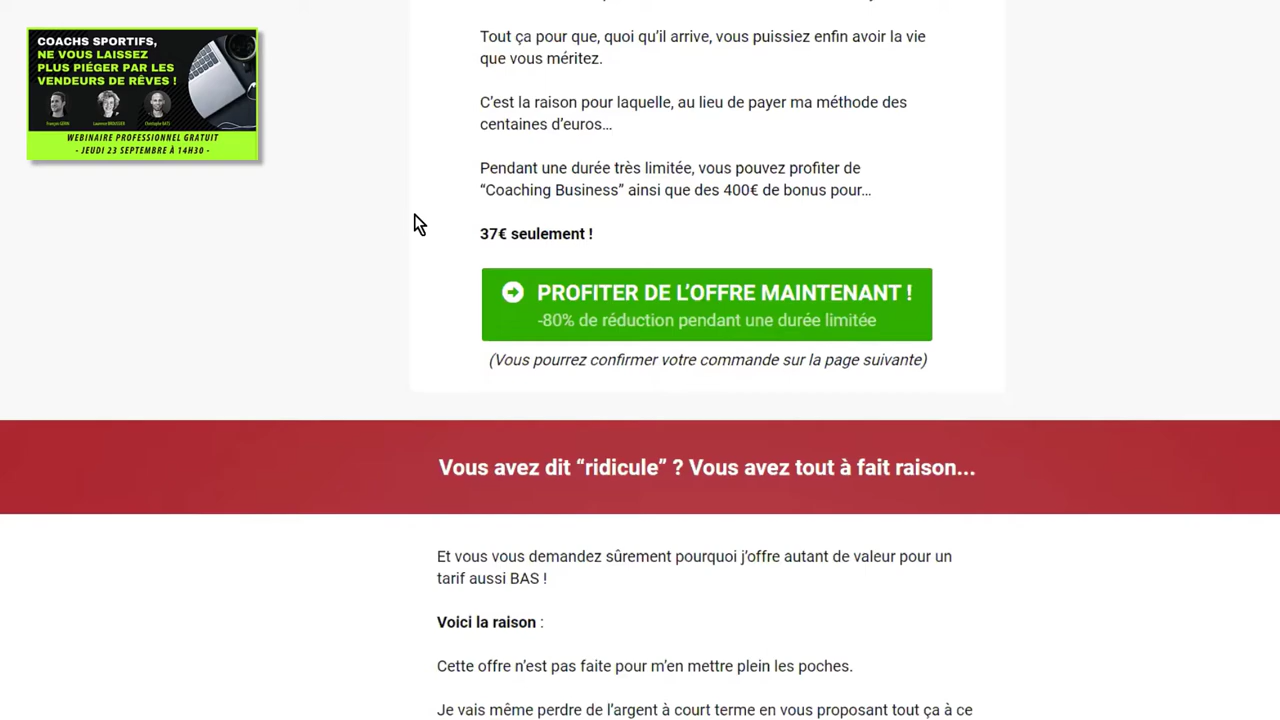 COACHS SPORTIFS,
NE VOUS LAISSEZ
PLUS PIÉGER PAR LES
VENDEURS DE RÊVES !
WEBINAIRE PROFESSIONNEL GRATUIT
- JEUDI 23 SEPTEMBRE À 14H30 -
Tout ça pour que, quoi qu’il arrive, vous puissiez enfin avoir la vie
que vous méritez.
C’est la raison pour laquelle, au lieu de payer ma méthode des
centaines d’euros…
Pendant une durée très limitée, vous pouvez profiter de
“Coaching Business” ainsi que des 400€ de bonus pour…
37€ seulement !
PROFITER DE L’OFFRE MAINTENANT !
-80% de réduction pendant une durée limitée
(Vous pourrez confirmer votre commande sur la page suivante)
Vous avez dit “ridicule” ? Vous avez tout à fait raison...
Et vous vous demandez sûrement pourquoi j’offre autant de valeur pour un
tarif aussi BAS !
Voici la raison :
Cette offre n’est pas faite pour m’en mettre plein les poches.
Je vais même perdre de l’argent à court terme en vous proposant tout ça à ce